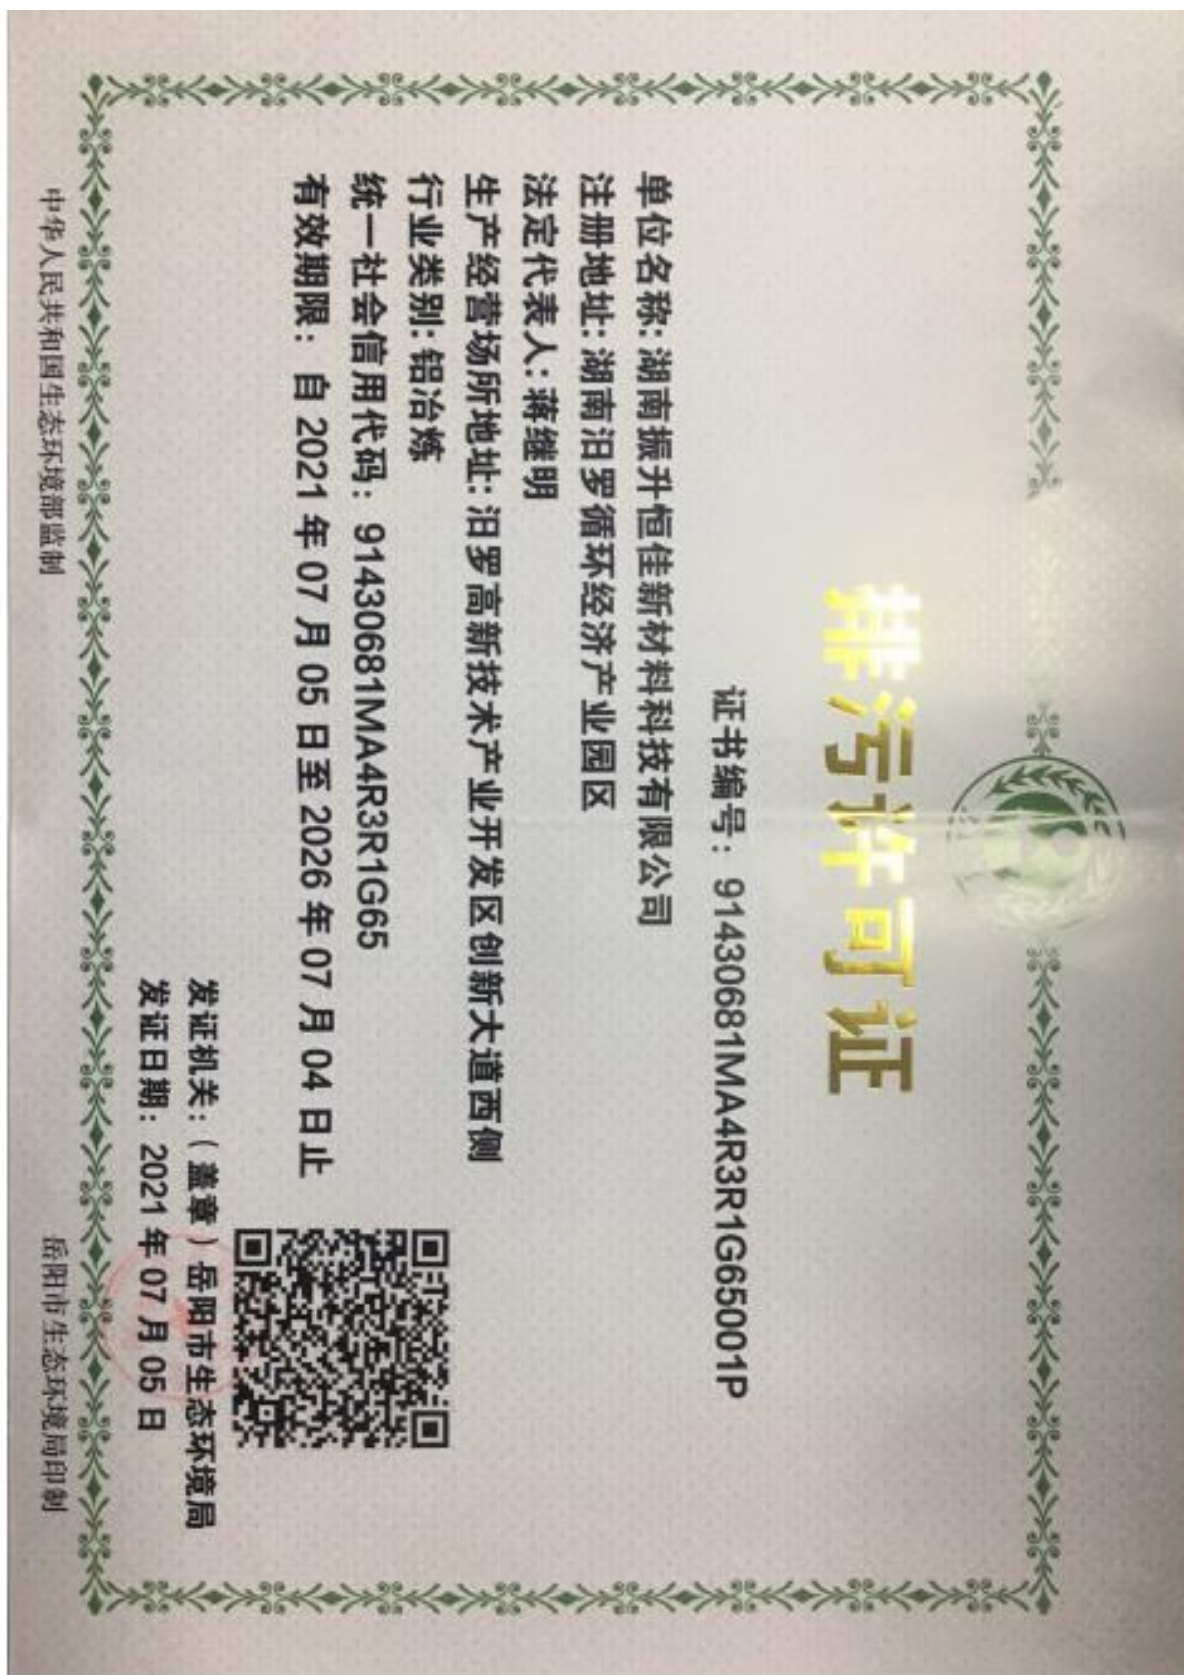 排污许可证
证书编号：91430681MA4R3R1G65001P
单位名称：湖南振升恒佳新材料科技有限公司
注册地址：湖南汨罗循环经济产业园区
法定代表人：蒋继明
生产经营场所地址：汨罗高新技术产业开发区创新大道西侧
行业类别：铝冶炼
统一社会信用代码：91430681MA4R3R1G65
有效期限：自2021年07月05日至2026年07月04日止
发证机关：（盖章）岳阳市生态环境局
发证日期：2021年07月05日
中华人民共和国生态环境部监制
岳阳市生态环境局印制